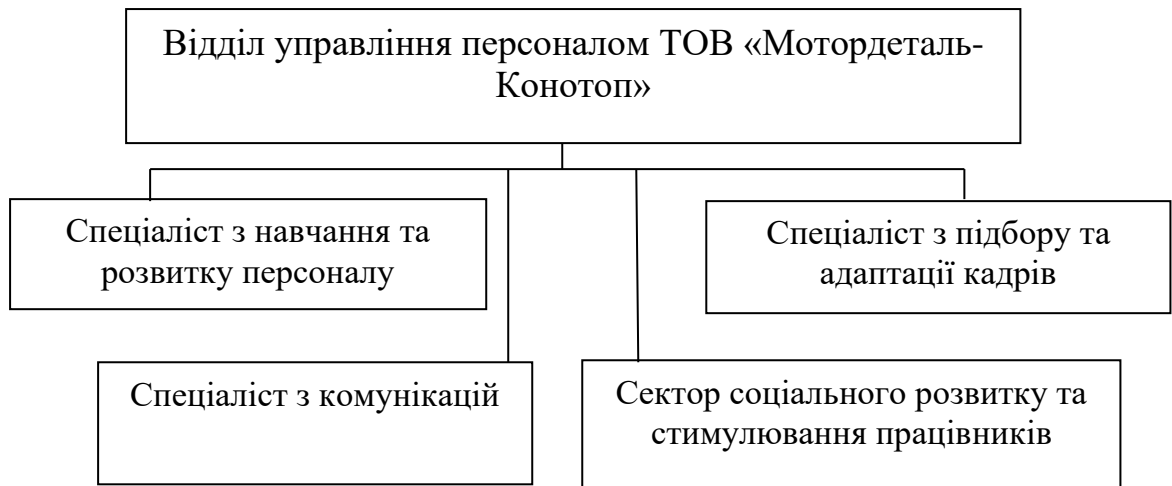 Відділ управління персоналом ТОВ «Мотордеталь-
Конотоп»
Спеціаліст з навчання та
розвитку персоналу
Спеціаліст з підбору та
адаптації кадрів
Спеціаліст з комунікацій
Сектор соціального розвитку та
стимулювання працівників